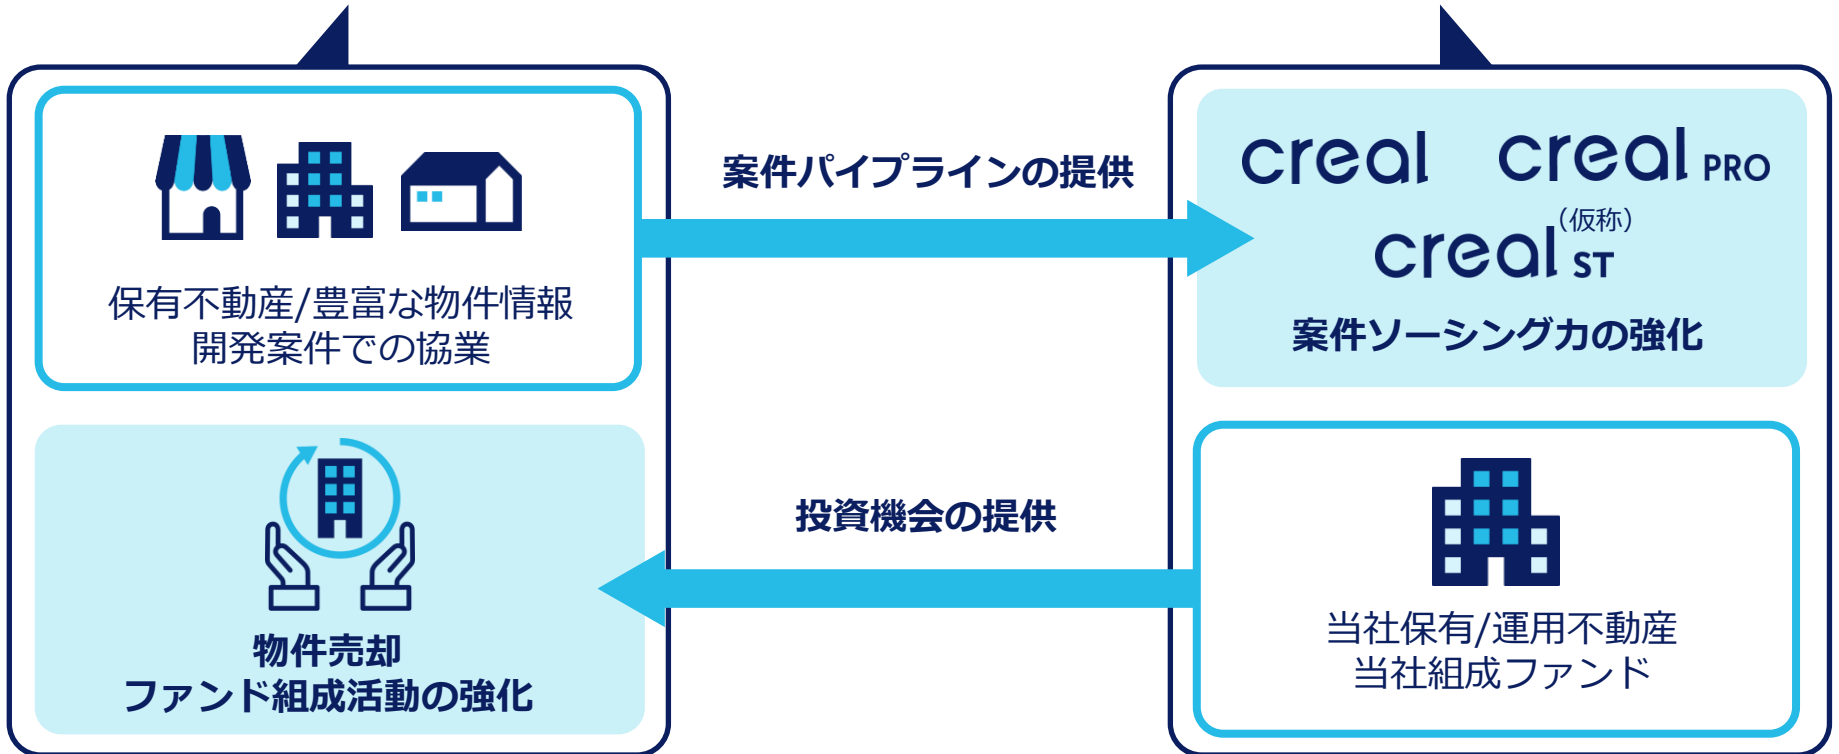 保有不動産/豊富な物件情報
開発案件での協業
物件売却
ファンド組成活動の強化
案件パイプラインの提供
投資機会の提供
creal
creal PRO
creal ST（仮称）
案件ソーシング力の強化
当社保有/運用不動産
当社組成ファンド